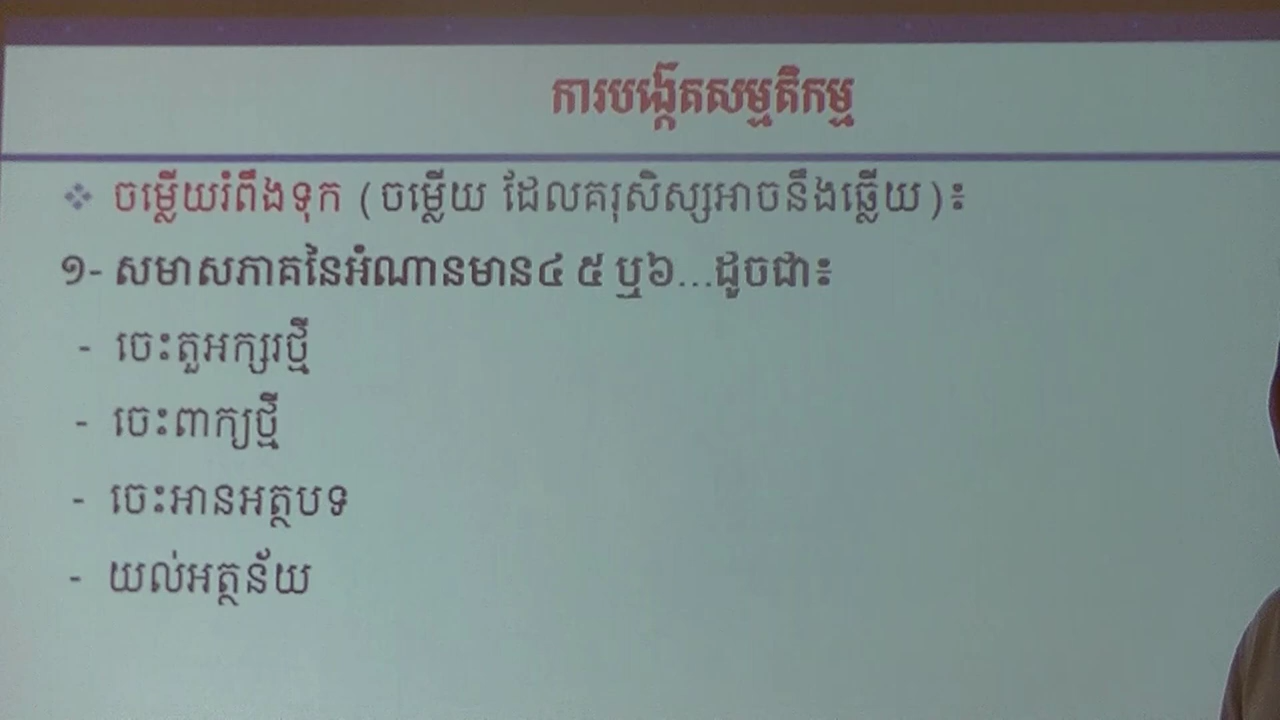 ការបង្កើតសម្មតិកម្ម
❖ ចម្លើយរំពឹងទុក (ចម្លើយ ដែលគរុសិស្សអាចនឹងឆ្លើយ)៖
១- សមាសភាគនៃអំណានមាន៤ ៥ ឬ៦...ដូចជា៖
- ចេះតួអក្សរថ្មី
- ចេះពាក្យថ្មី
- ចេះអានអត្ថបទ
- យល់អត្ថន័យ